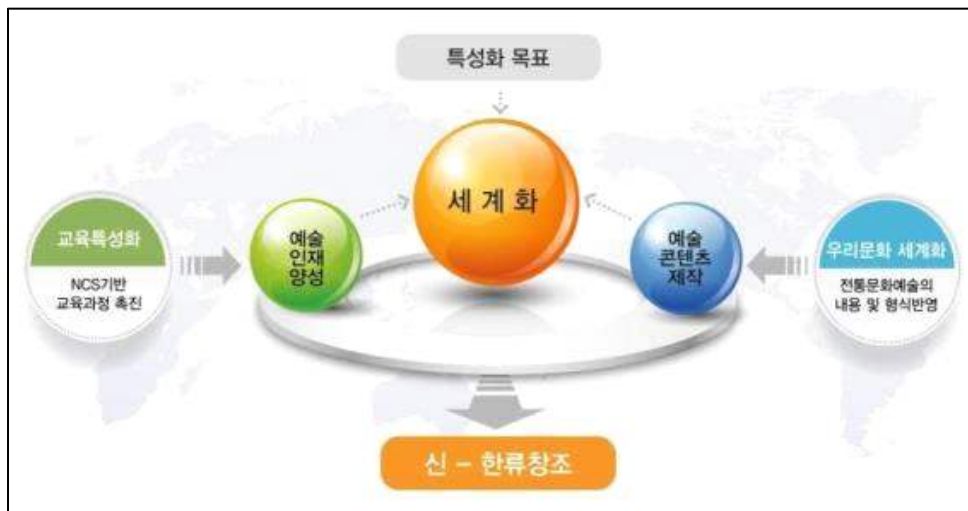 특성화 목표
세 계 화
교육특성화
NCS기반
교육과정 촉진
예술
인재
양성
예술
콘텐츠
제작
우리문화 세계화
전통문화예술의
내용 및 형식반영
신 - 한류창조